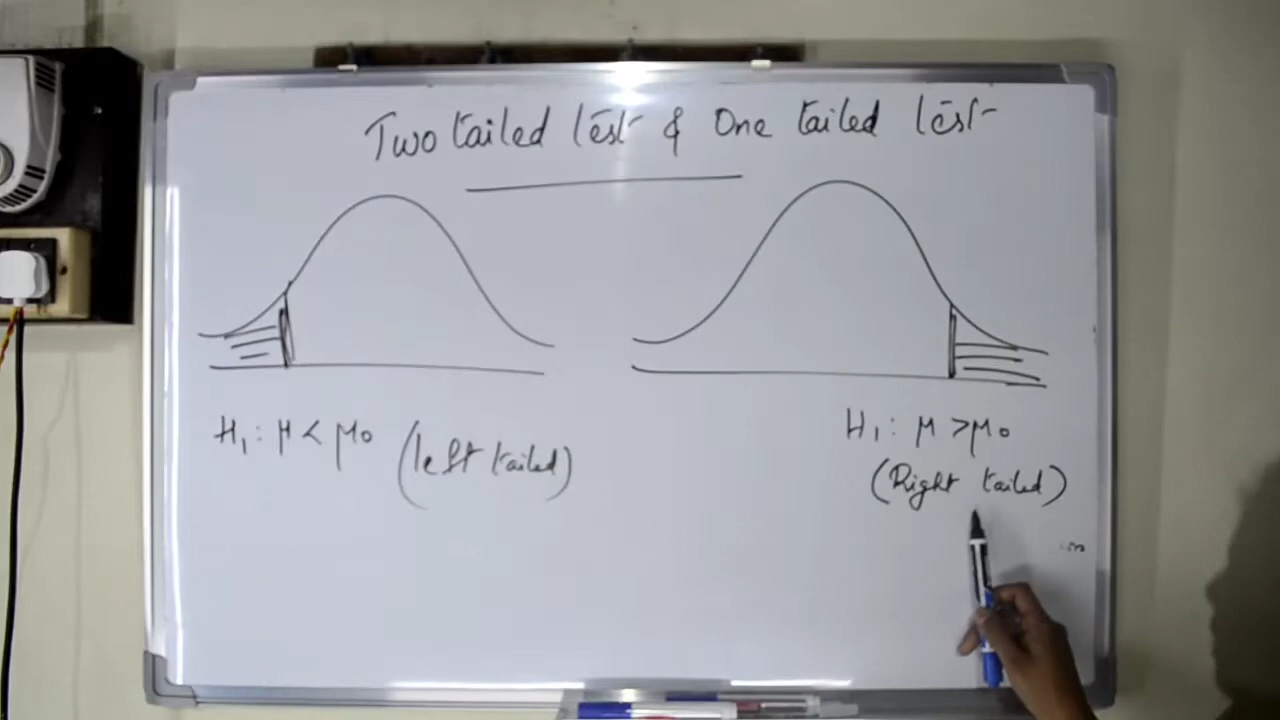 Two tailed test & One tailed test
H₁ : μ < μ₀ (left tailed)
H₁ : μ > μ₀
(Right tailed)